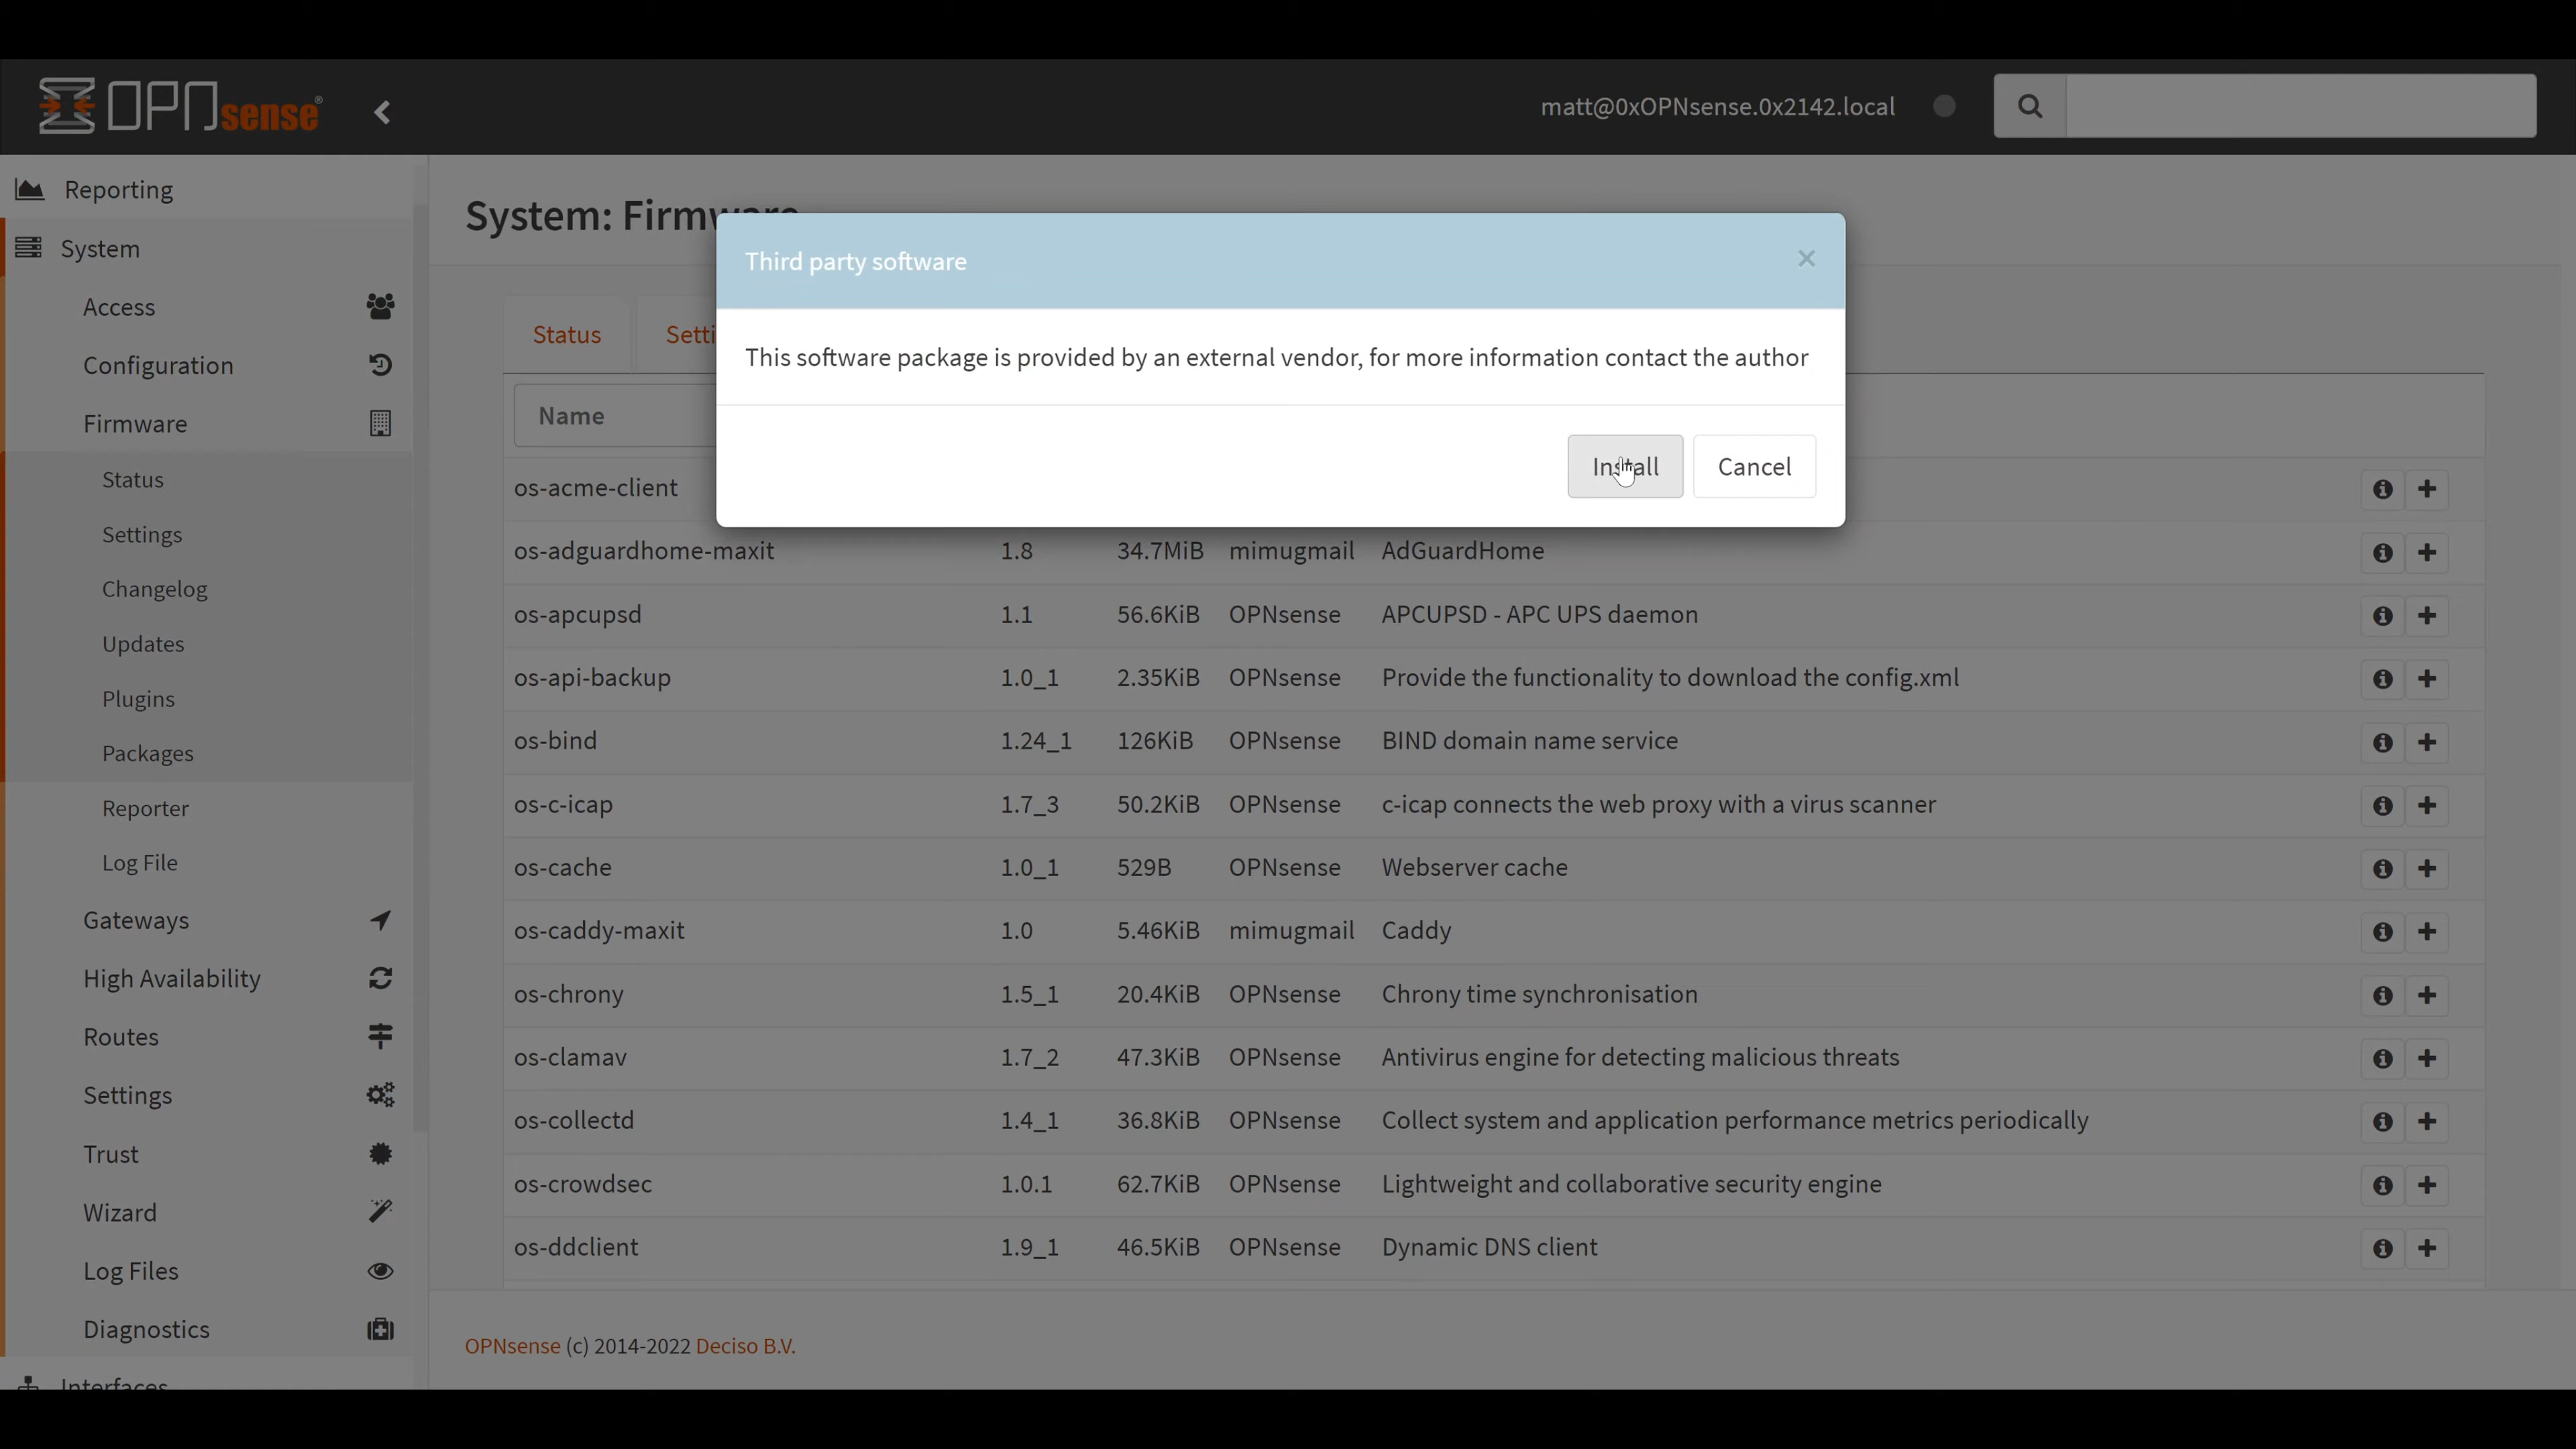 OPNsense®
matt@0xOPNsense.0x2142.local
Reporting
System
Access
Configuration
Firmware
Status
Settings
Changelog
Updates
Plugins
Packages
Reporter
Log File
Gateways
High Availability
Routes
Settings
Trust
Wizard
Log Files
Diagnostics
Interfaces
System: Firmware
Third party software ×
This software package is provided by an external vendor, for more information contact the author
Install Cancel
Status Setti
Name
os-acme-client
os-adguardhome-maxit 1.8 34.7MiB mimugmail AdGuardHome
os-apcupsd 1.1 56.6KiB OPNsense APCUPSD - APC UPS daemon
os-api-backup 1.0_1 2.35KiB OPNsense Provide the functionality to download the config.xml
os-bind 1.24_1 126KiB OPNsense BIND domain name service
os-c-icap 1.7_3 50.2KiB OPNsense c-icap connects the web proxy with a virus scanner
os-cache 1.0_1 529B OPNsense Webserver cache
os-caddy-maxit 1.0 5.46KiB mimugmail Caddy
os-chrony 1.5_1 20.4KiB OPNsense Chrony time synchronisation
os-clamav 1.7_2 47.3KiB OPNsense Antivirus engine for detecting malicious threats
os-collectd 1.4_1 36.8KiB OPNsense Collect system and application performance metrics periodically
os-crowdsec 1.0.1 62.7KiB OPNsense Lightweight and collaborative security engine
os-ddclient 1.9_1 46.5KiB OPNsense Dynamic DNS client
OPNsense (c) 2014-2022 Deciso B.V.